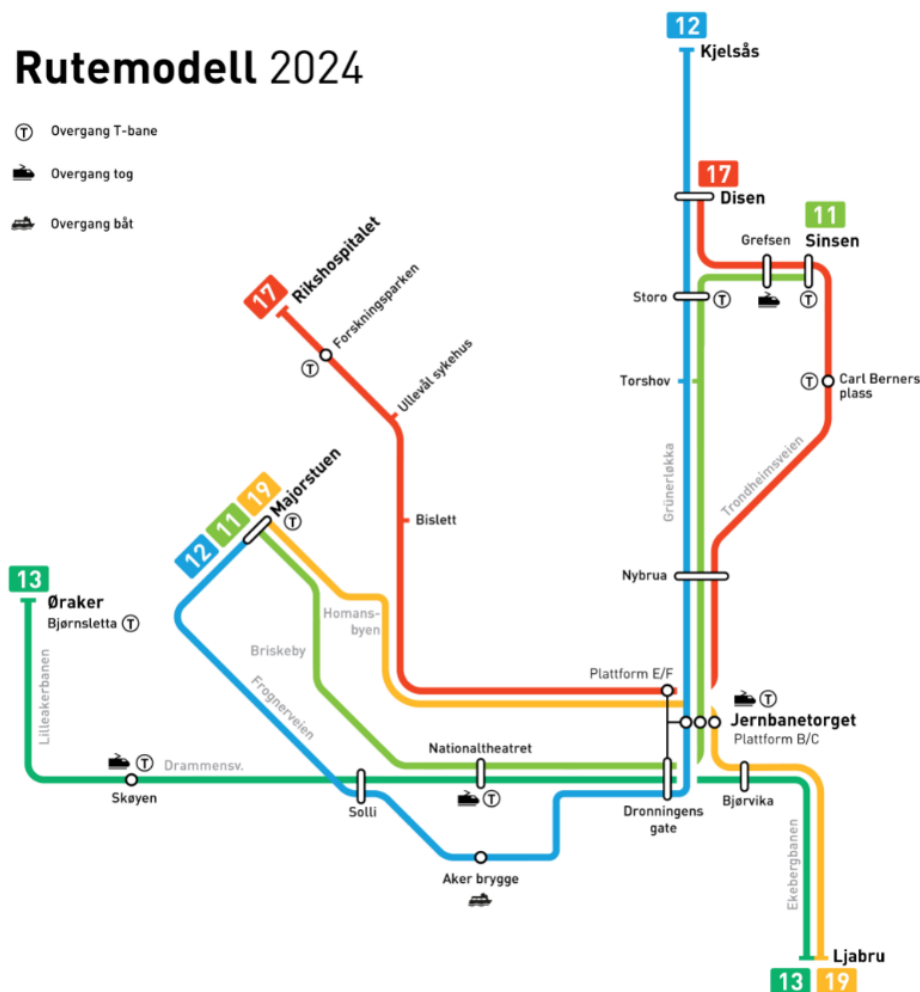 Rutemodell 2024
Overgang T-bane
Overgang tog
Overgang båt
T
12
Kjelsås
17
Disen
11
Sinsen
Grefsen
T
Storo
T
Torshov
T
Carl Berners
plass
Grünerløkka
Trondheimsveien
Nybrua
17
Rikshospitalet
Forskningsparken
T
Ullevål sykehus
Bislett
12
11
19
Majorstuen
T
13
Øraker
Bjørnsletta
T
Lilleakerbanen
Homans-
byen
Briskeby
Frognerveien
Plattform E/F
T
Jernbanetorget
Plattform B/C
Nationaltheatret
T
T
Drammensv.
Skøyen
Solli
Dronningens
gate
Bjørvika
Aker brygge
Ekebergbanen
Ljabru
13
19